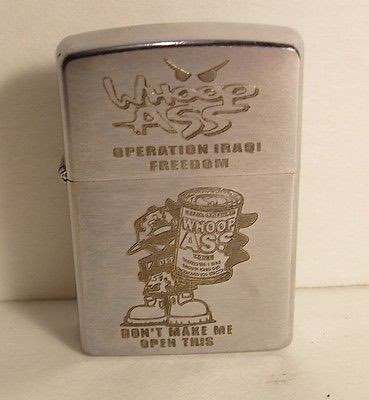 WHOOP
ASS
OPERATION IRAQI
FREEDOM
WHOOP
ASS
DON'T MAKE ME
OPEN THIS